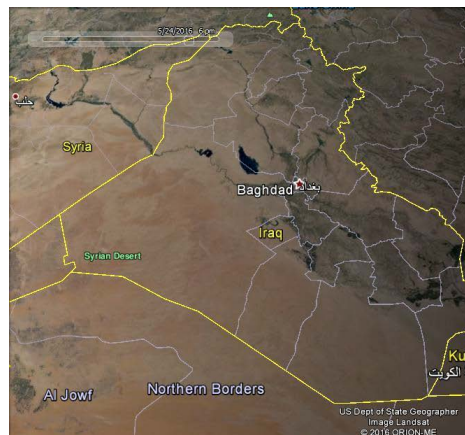 5/24/2016 6 pm
حلب
Syria
Baghdad
بغداد
Iraq
Syrian Desert
Ku
الكويت
Al Jowf
Northern Borders
US Dept of State Geographer
Image Landsat
© 2016 ORION-ME